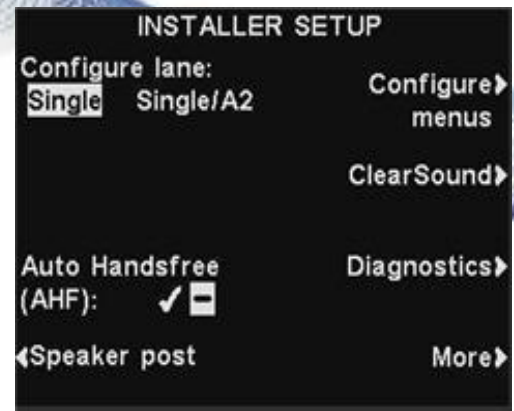 INSTALLER SETUP
Configure lane:
Single Single/A2
Configure
menus
ClearSound
Auto Handsfree
(AHF):
Diagnostics
Speaker post
More